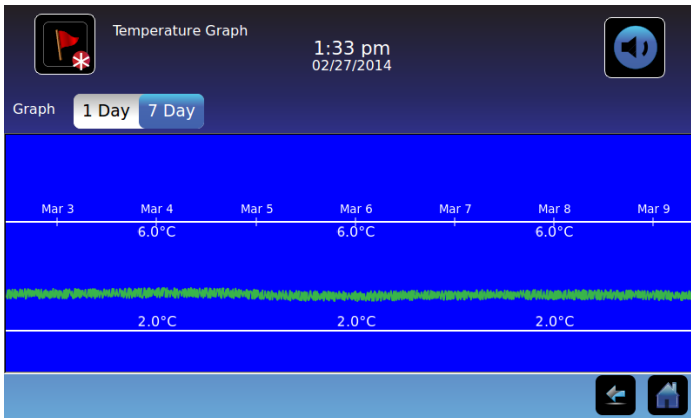 Temperature Graph
1:33 pm
02/27/2014
Graph 1 Day 7 Day
Mar 3 Mar 4 Mar 5 Mar 6 Mar 7 Mar 8 Mar 9
6.0°C 6.0°C 6.0°C
2.0°C 2.0°C 2.0°C